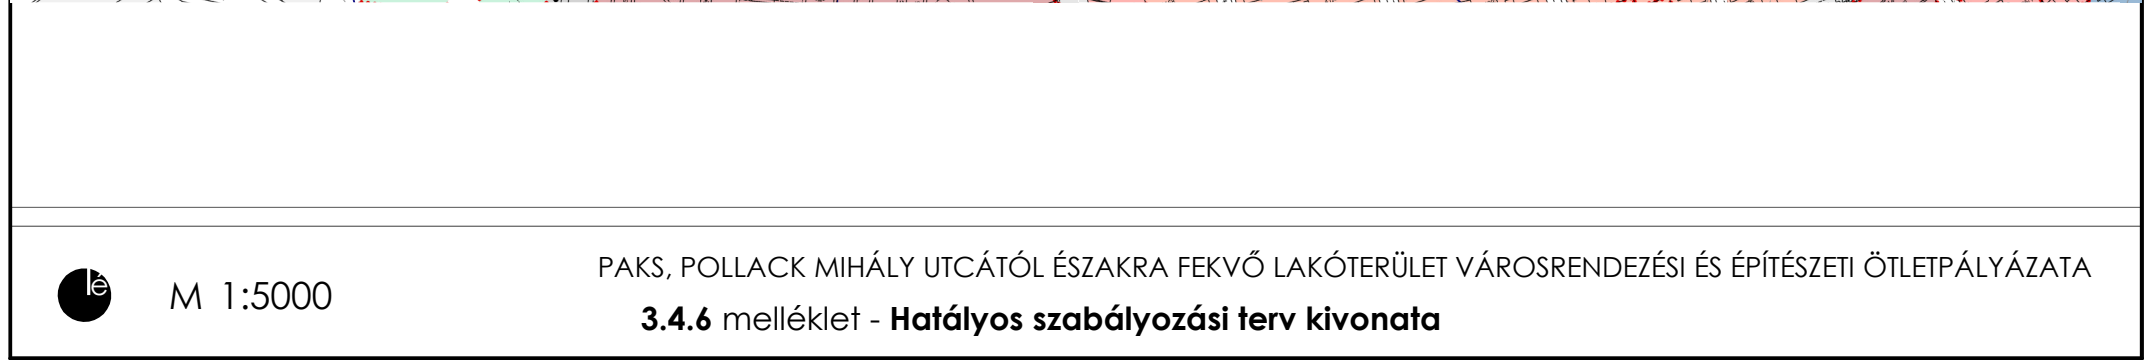 PAKS, POLLACK MIHÁLY UTCÁTÓL ÉSZAKRA FEKVŐ LAKÓTERÜLET VÁROSRENDEZÉSI ÉS ÉPÍTÉSZETI ÖTLETPÁLYÁZATA
lé
M 1:5000
3.4.6 melléklet - Hatályos szabályozási terv kivonata